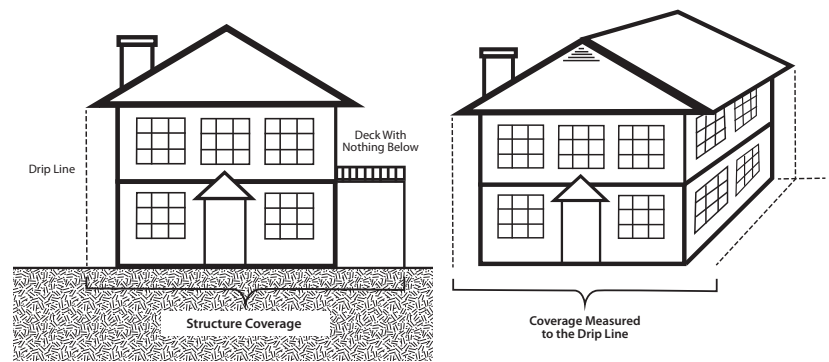 Deck With
Nothing Below
Drip Line
Structure Coverage
Coverage Measured
to the Drip Line